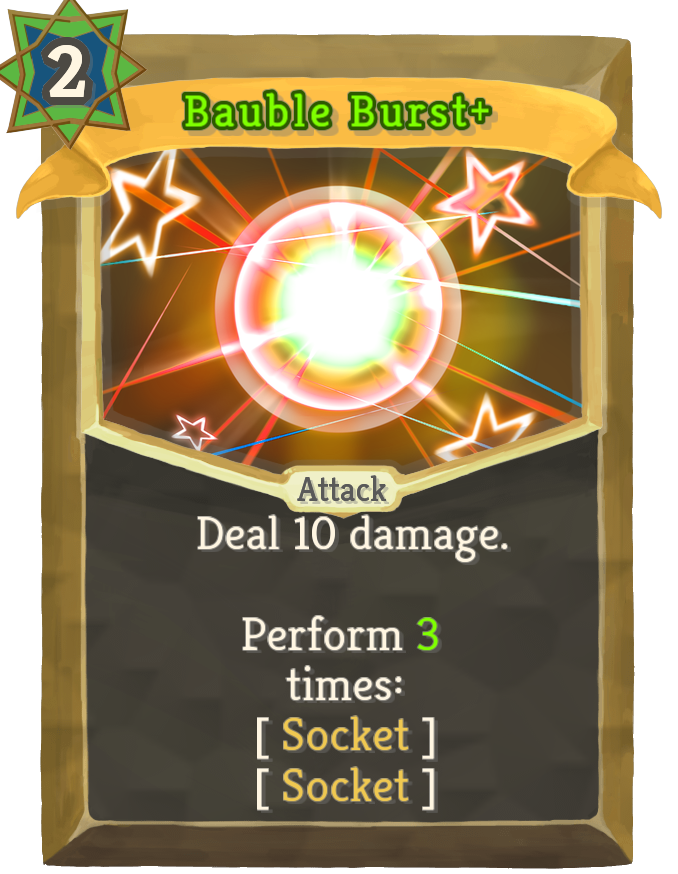 2
Bauble Burst+
Attack
Deal 10 damage.
Perform 3
times:
[ Socket ]
[ Socket ]